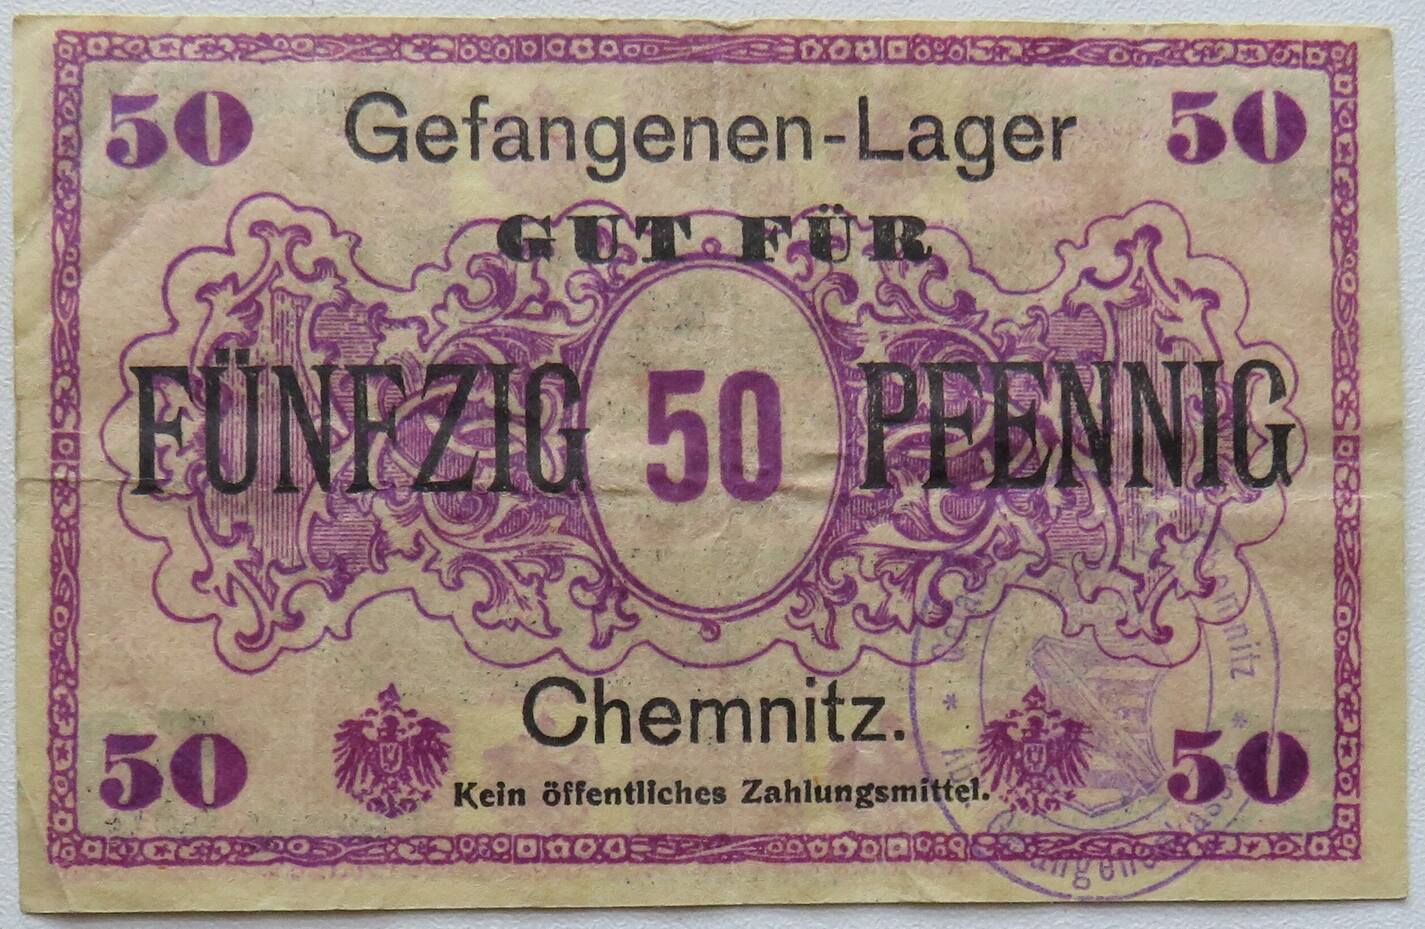 50 Gefangenen-Lager 50
GUT FÜR
FÜNFZIG 50 PFENNIG
Chemnitz.
50 Kein öffentliches Zahlungsmittel. 50